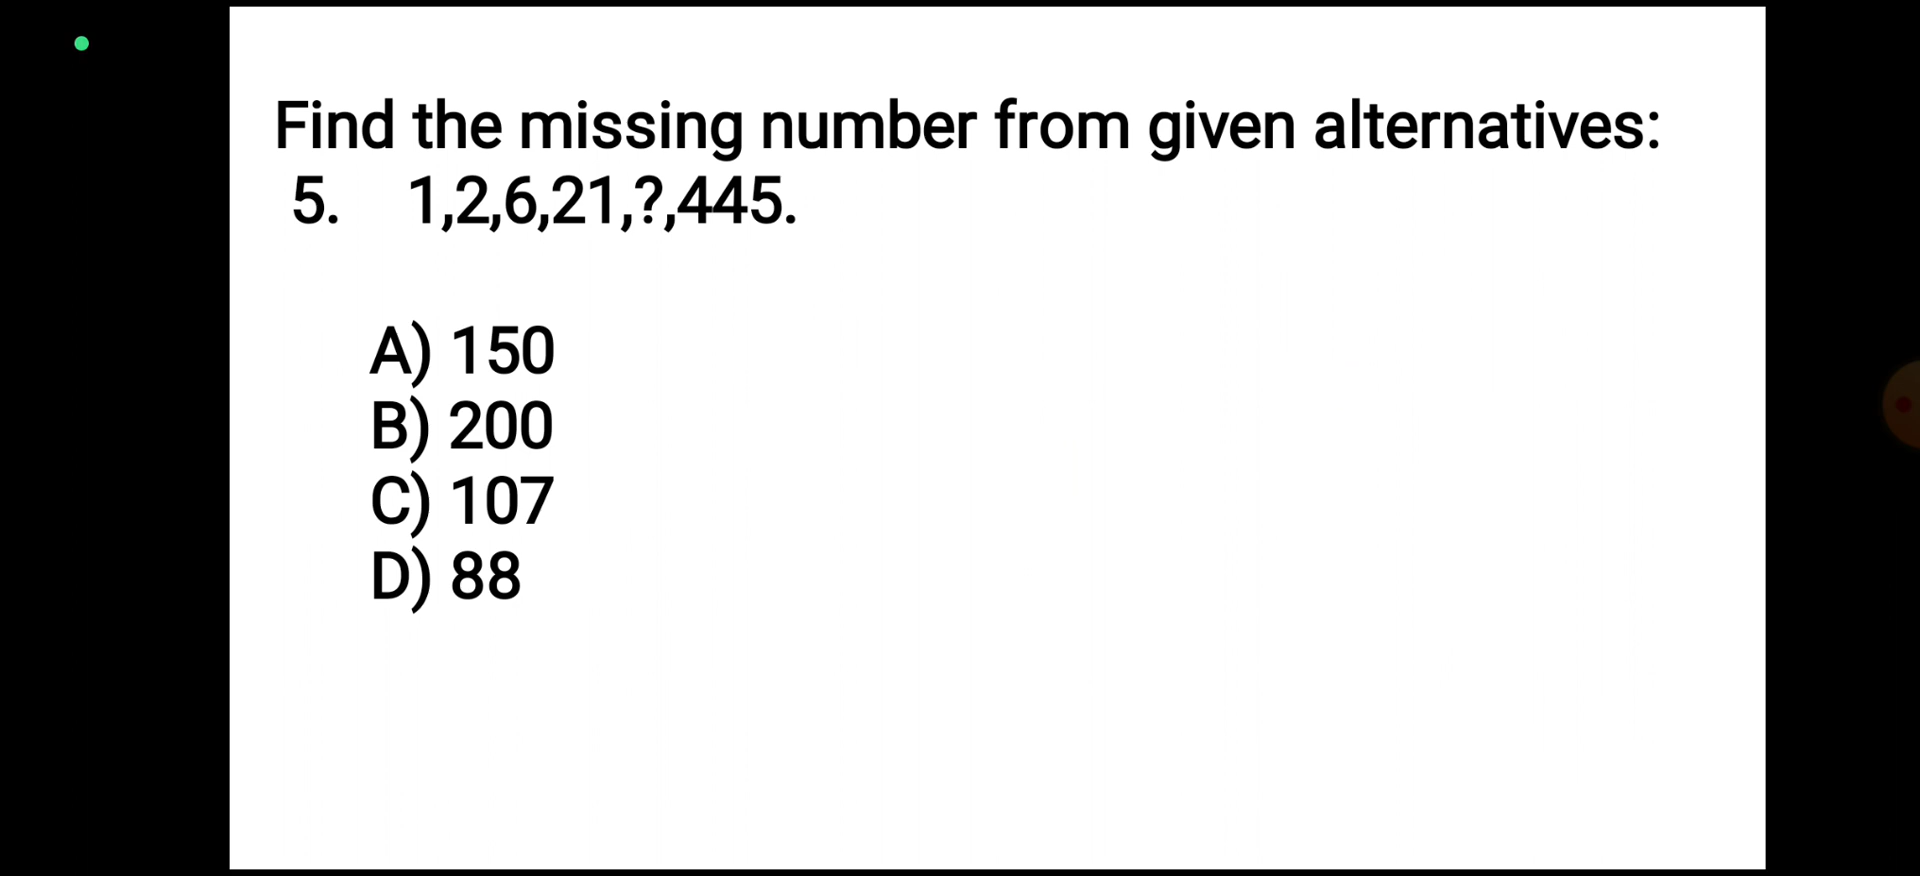 Find the missing number from given alternatives:
5. 1,2,6,21,?,445.
A) 150
B) 200
C) 107
D) 88